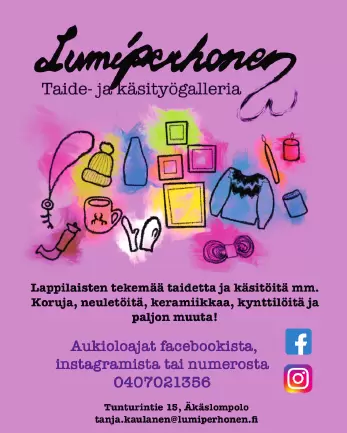 Lumiperhonen
Taide- ja käsityögalleria
Lappilaisten tekemää taidetta ja käsitöitä mm.
Koruja, neuletöitä, keramiikkaa, kynttilöitä ja
paljon muuta!
Aukioloajat facebookista,
instagramista tai numerosta
0407021356
Tunturintie 15, Äkäslompolo
tanja.kaulanen@lumiperhonen.fi